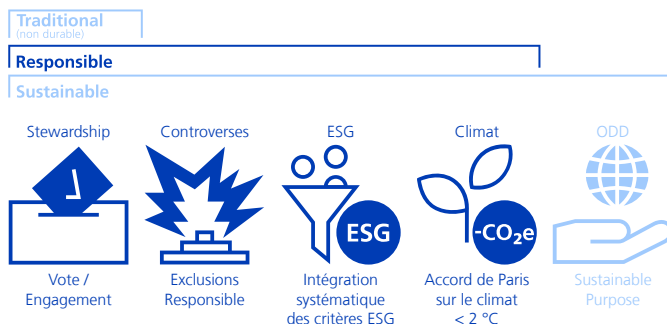 Traditional
(non durable)
Responsible
Sustainable
Stewardship
Controverses
ESG
Climat
ODD
ESG
-CO₂e
Vote /
Engagement
Exclusions
Responsible
Intégration
systématique
des critères ESG
Accord de Paris
sur le climat
< 2 °C
Sustainable
Purpose